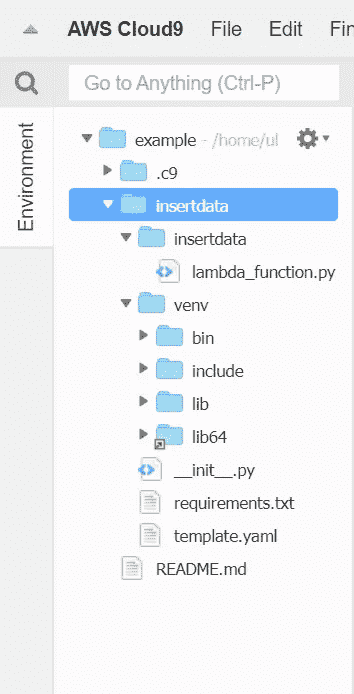 AWS Cloud9 File Edit Fin
Go to Anything (Ctrl-P)
Environment
example - /home/ul
.c9
insertdata
insertdata
lambda_function.py
venv
bin
include
lib
lib64
__init__.py
requirements.txt
template.yaml
README.md